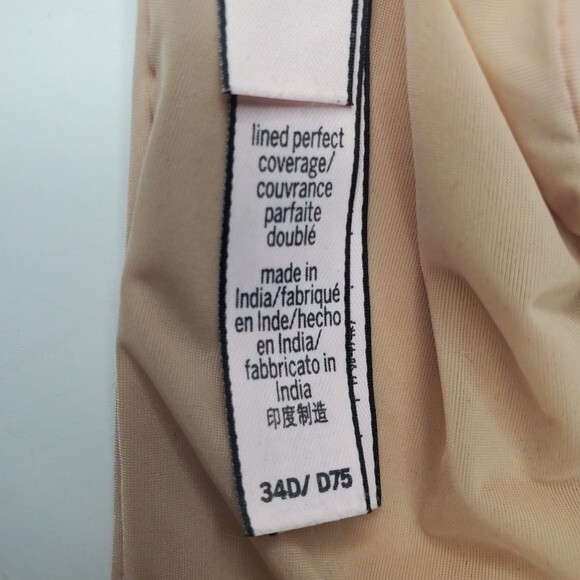 lined perfect
coverage/
couvrance
parfaite
doublé
made in
India/fabriqué
en Inde/hecho
en India/
fabbricato in
India
印度制造
34D/ D75